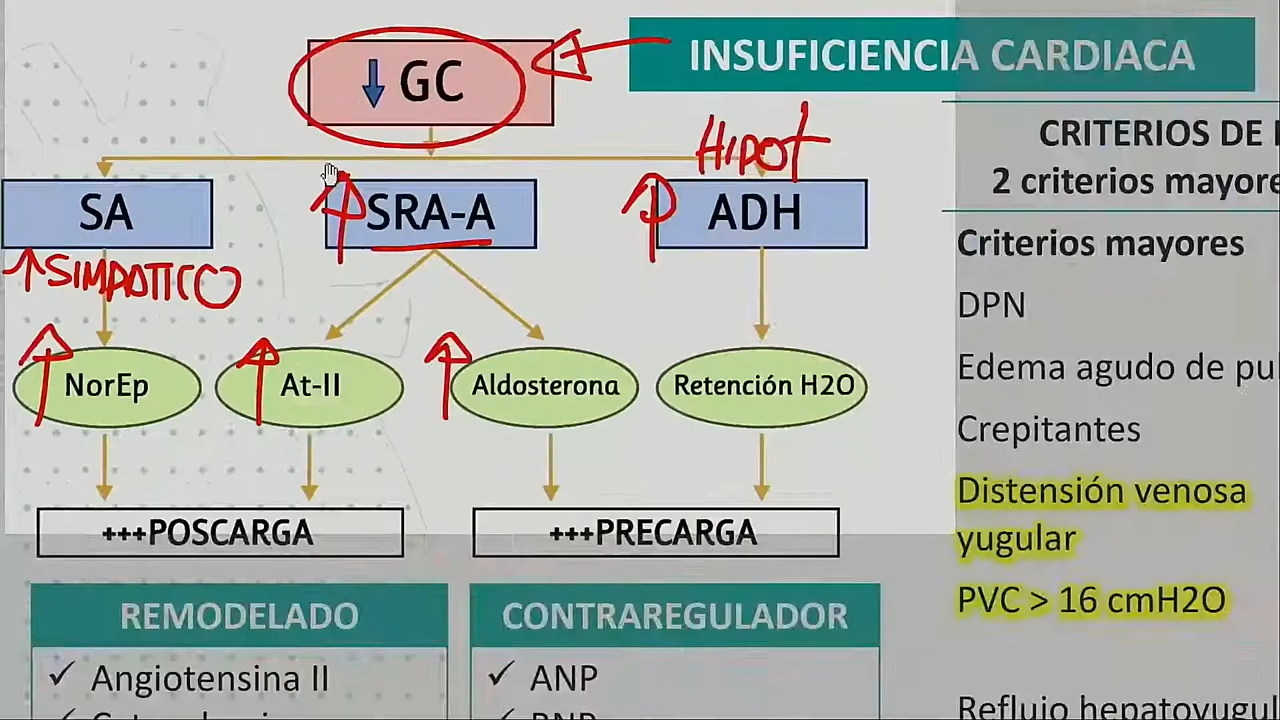 INSUFICIENCIA CARDIACA
↓ GC
HIPOT
SA
SRA-A
ADH
↑SIMPATICO
NorEp
At-II
Aldosterona
Retención H2O
+++POSCARGA
+++PRECARGA
REMODELADO
✓ Angiotensina II
CONTRAREGULADOR
✓ ANP
CRITERIOS DE
2 criterios mayore
Criterios mayores
DPN
Edema agudo de pu
Crepitantes
Distensión venosa
yugular
PVC > 16 cmH2O
Reflujo hepatoyugul